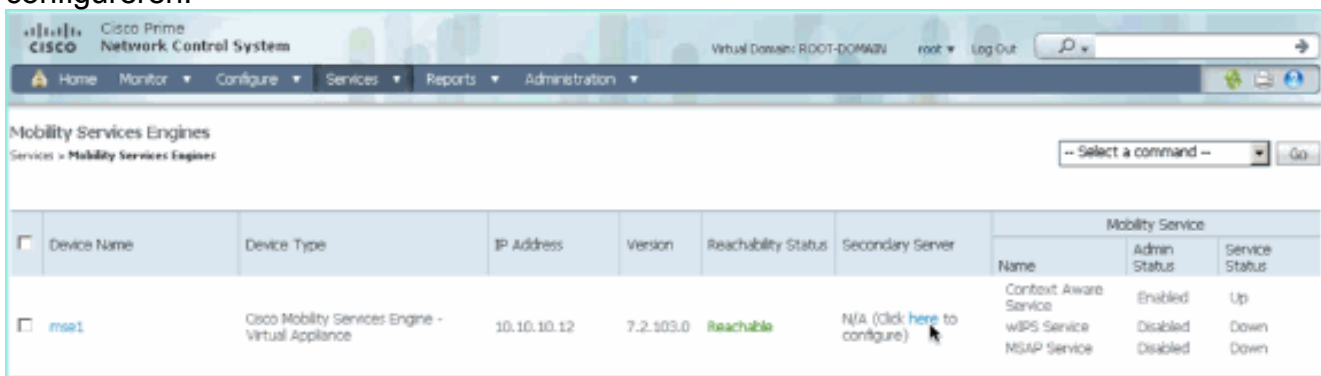 Cisco Prime
CISCO Network Control System
Virtual Domain: ROOT-DOMAIN root Log Out
Home Monitor Configure Services Reports Administration
Mobility Services Engines
Services > Mobility Services Engines
-- Select a command -- Go
Mobility Service
Device Name Device Type IP Address Version Reachability Status Secondary Server Name Admin Status Service Status
mse1 Cisco Mobility Services Engine - Virtual Appliance 10.10.10.12 7.2.103.0 Reachable N/A (Click here to configure)
Context Aware Service Enabled Up
wIPS Service Disabled Down
MSAP Service Disabled Down